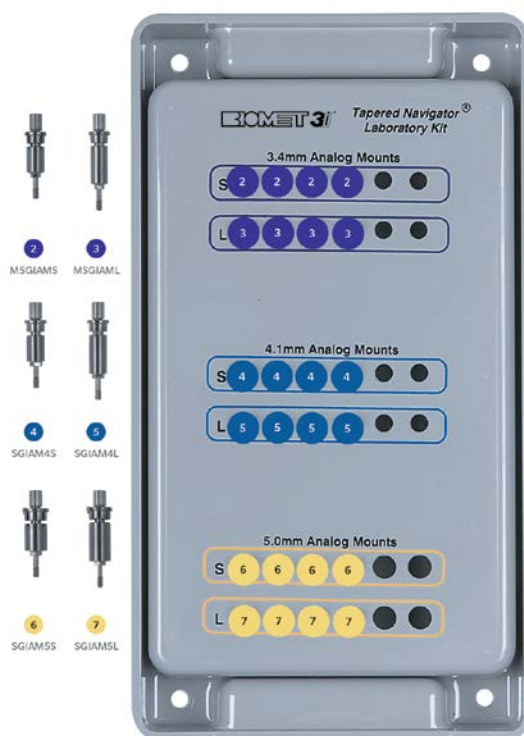 BIOMET 3i
Tapered Navigator®
Laboratory Kit
3.4mm Analog Mounts
S 2 2 2 2
L 3 3 3 3
2 3
MSGIAMS MSGIAML
4.1mm Analog Mounts
S 4 4 4 4
L 5 5 5 5
4 5
SGIAM4S SGIAM4L
5.0mm Analog Mounts
S 6 6 6 6
L 7 7 7 7
6 7
SGIAM5S SGIAM5L